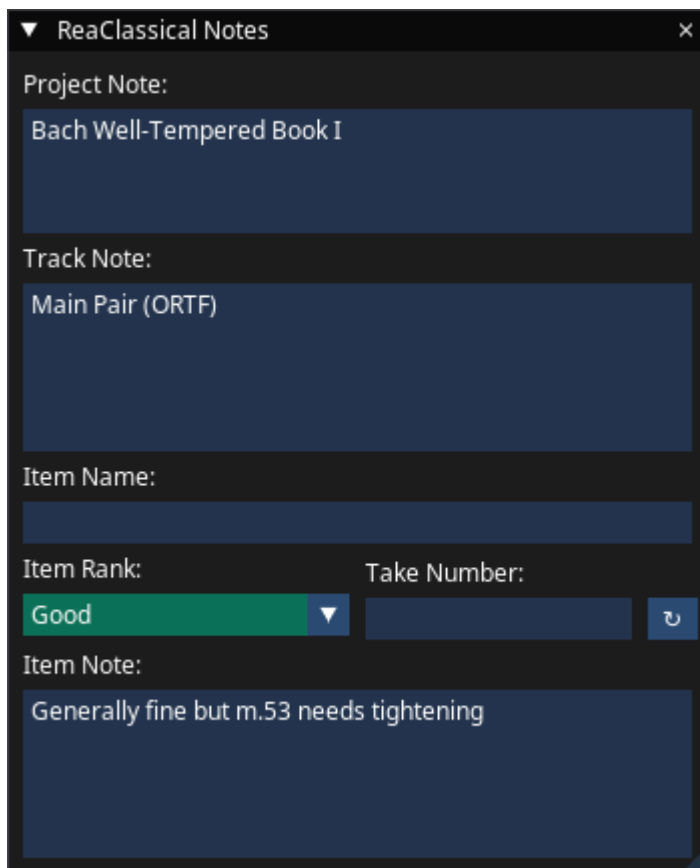 ReaClassical Notes
Project Note:
Bach Well-Tempered Book I
Track Note:
Main Pair (ORTF)
Item Name:
Item Rank:
Take Number:
Good
Item Note:
Generally fine but m.53 needs tightening